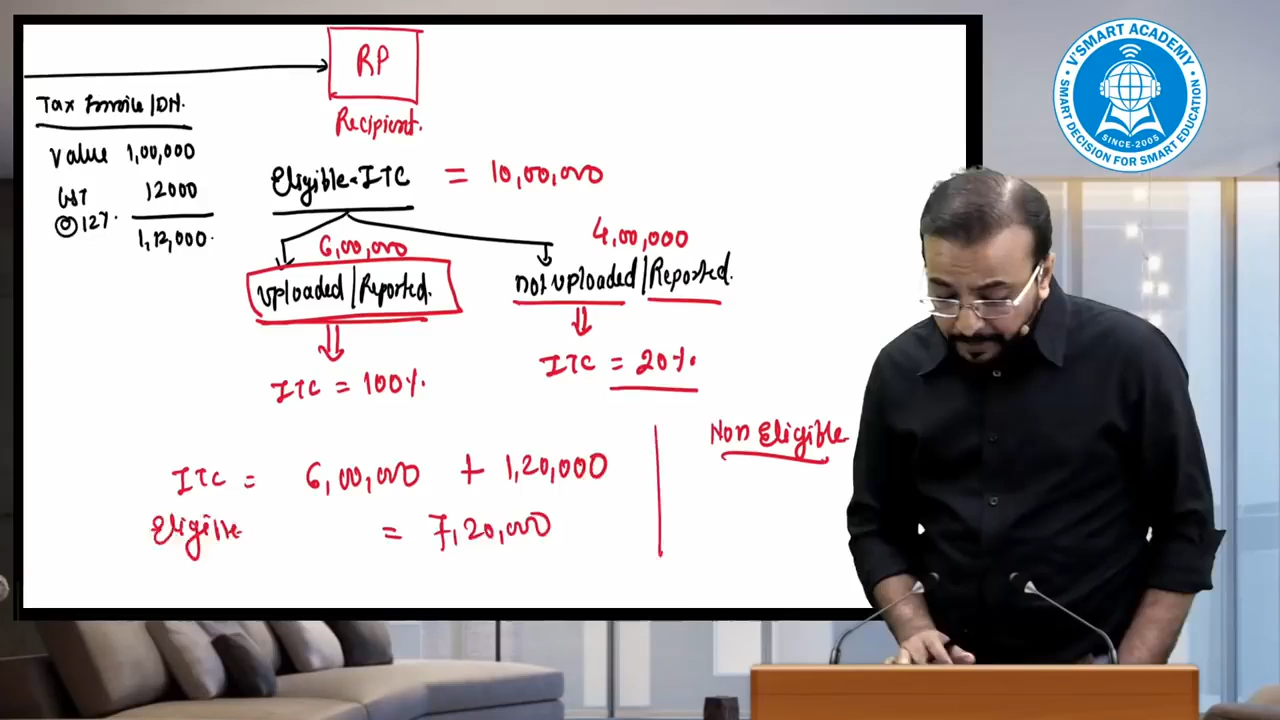 RP
Recipient.
Tax Invoice/DN.
Value 1,00,000
GST 12000
@12%.
1,12,000.
Eligible-ITC = 10,00,000
6,00,000
4,00,000
Uploaded/Reported.
not uploaded/Reported.
ITC = 100%.
ITC = 20%.
Non Eligible
ITC = 6,00,000 + 1,20,000
Eligible = 7,20,000
V'SMART ACADEMY
SMART DECISION FOR SMART EDUCATION
SINCE-2005